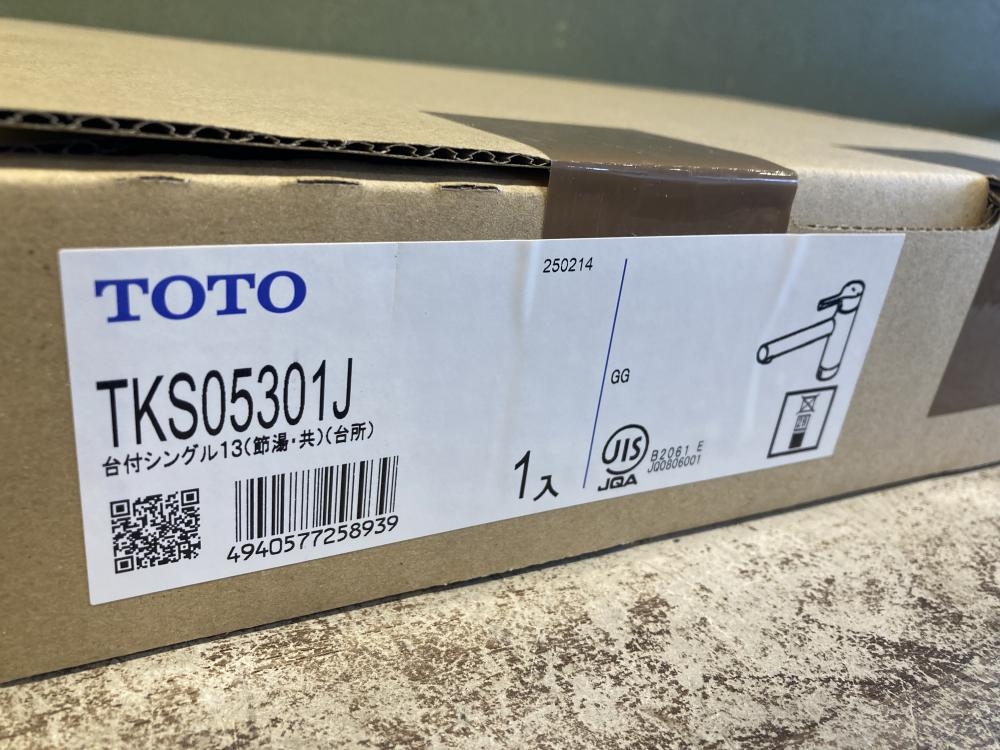 TOTO
250214
TKS05301J
台付シングル13(節湯・共)(台所)
4940577258939
1入
GG
JIS
JQA
B2061 E
JQ0806001